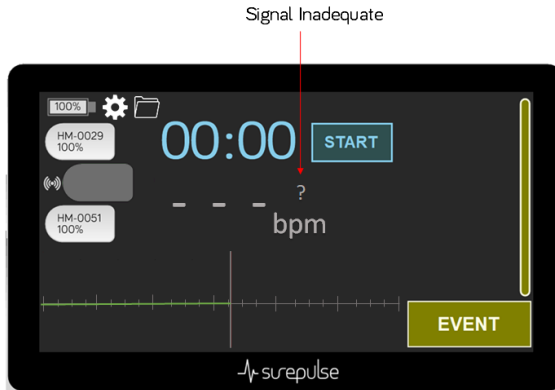 Signal Inadequate
100%
00:00
START
HM-0029
100%
?
_ _ _
bpm
HM-0051
100%
EVENT
surepulse